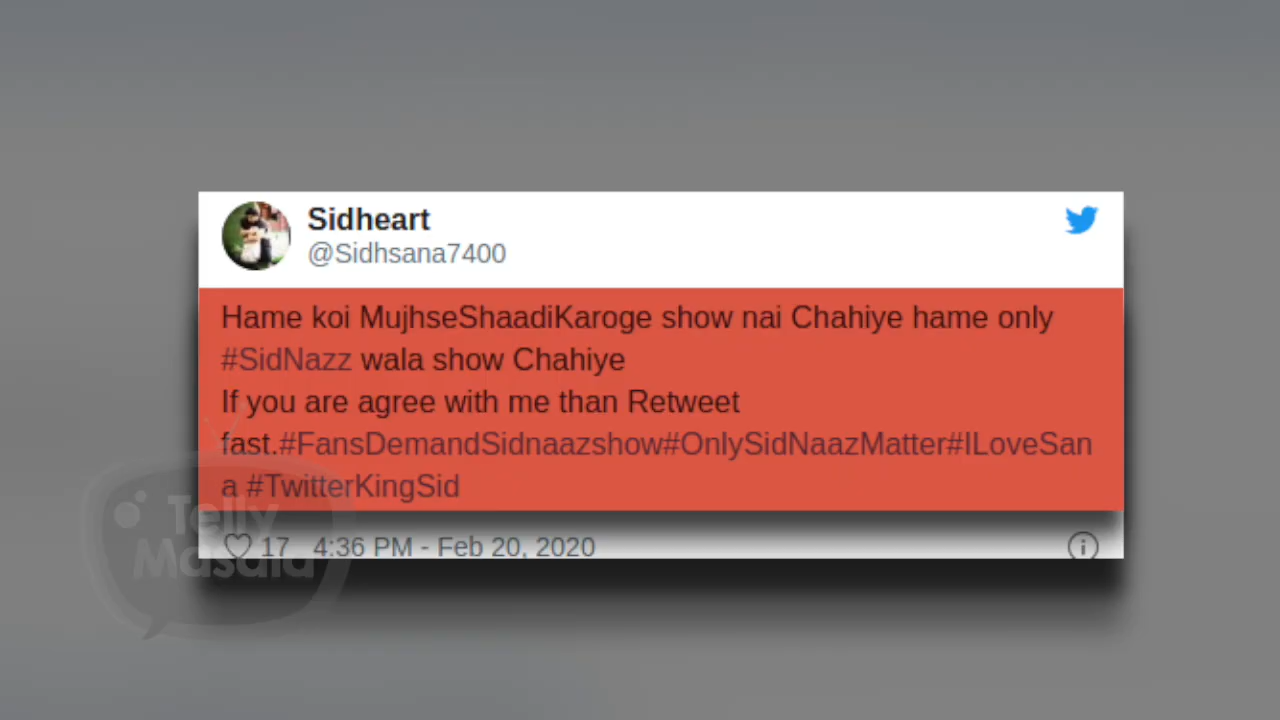 Sidheart
@Sidhsana7400
Hame koi MujhseShaadiKaroge show nai Chahiye hame only
#SidNazz wala show Chahiye
If you are agree with me than Retweet
fast.#FansDemandSidnaazshow#OnlySidNaazMatter#ILoveSan
a #TwitterKingSid
17 4:36 PM - Feb 20, 2020
Telly
Masala